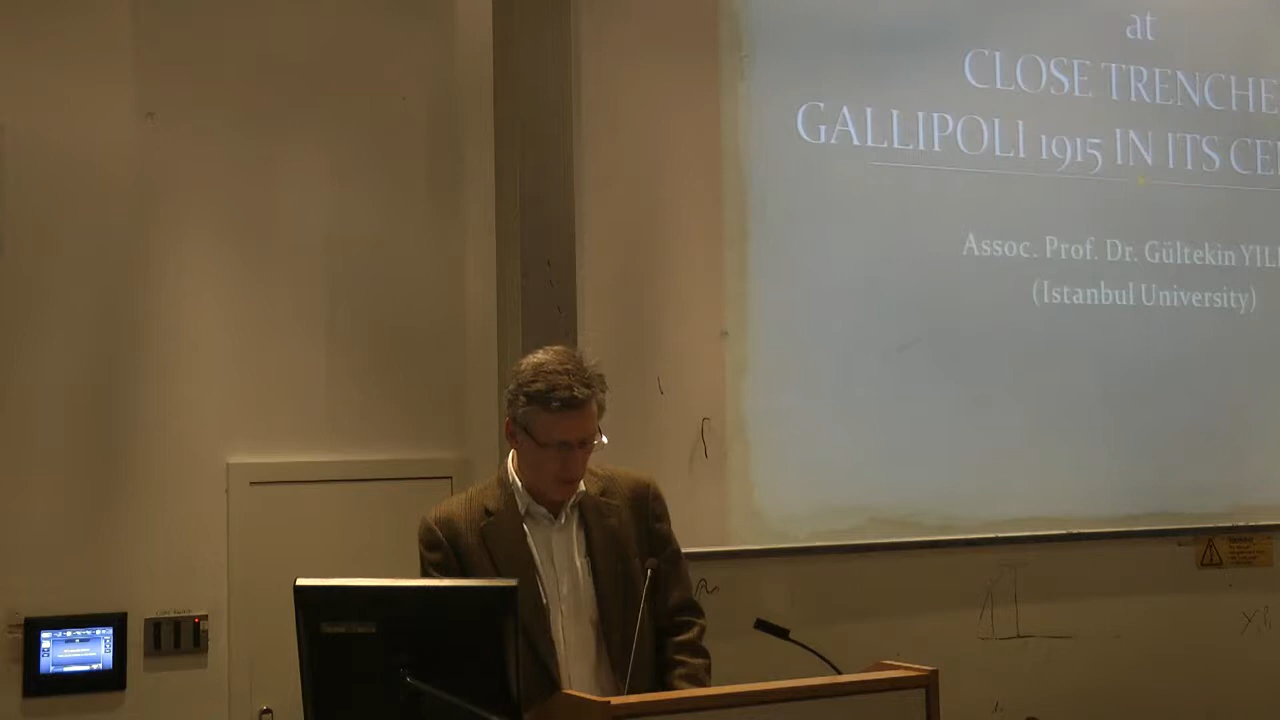 at
CLOSE TRENCHE
GALLIPOLI 1915 IN ITS CE
Assoc. Prof. Dr. Gültekin YIL
(Istanbul University)